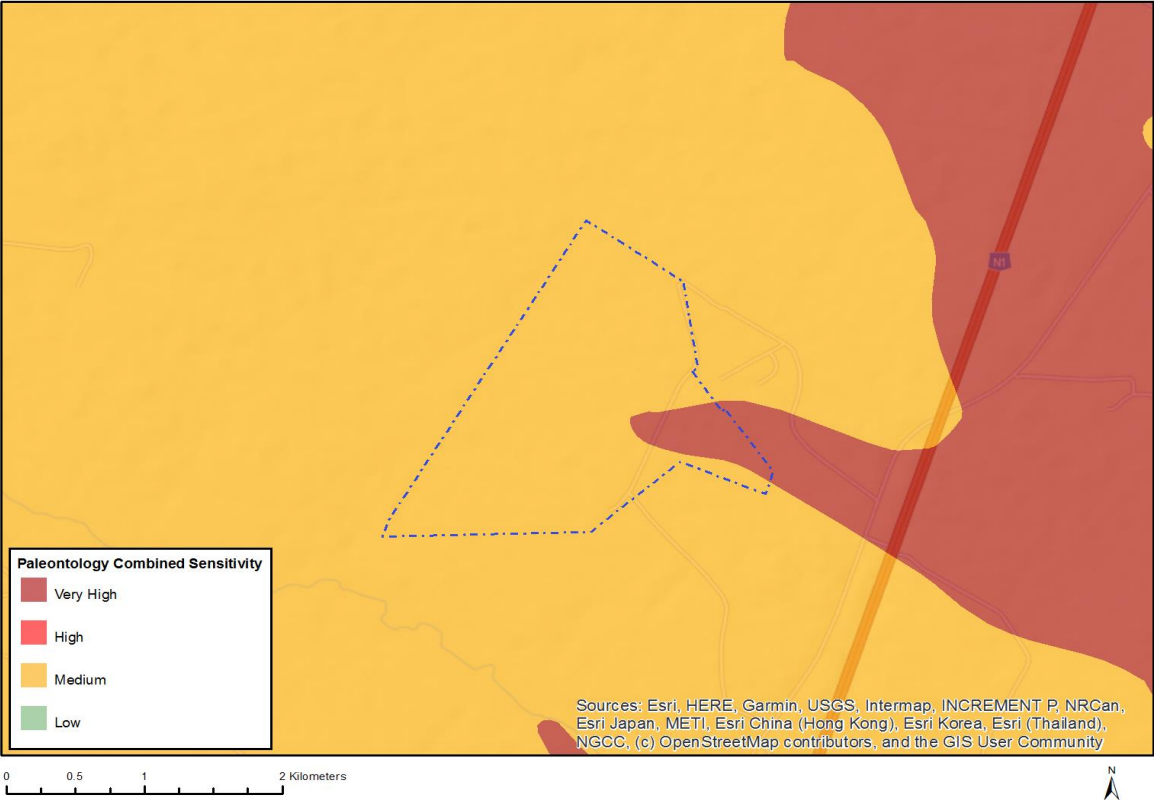 N1
Paleontology Combined Sensitivity
Very High
High
Medium
Low
Sources: Esri, HERE, Garmin, USGS, Intermap, INCREMENT P, NRCan,
Esri Japan, METI, Esri China (Hong Kong), Esri Korea, Esri (Thailand),
NGCC, (c) OpenStreetMap contributors, and the GIS User Community
0 0.5 1 2 Kilometers
N